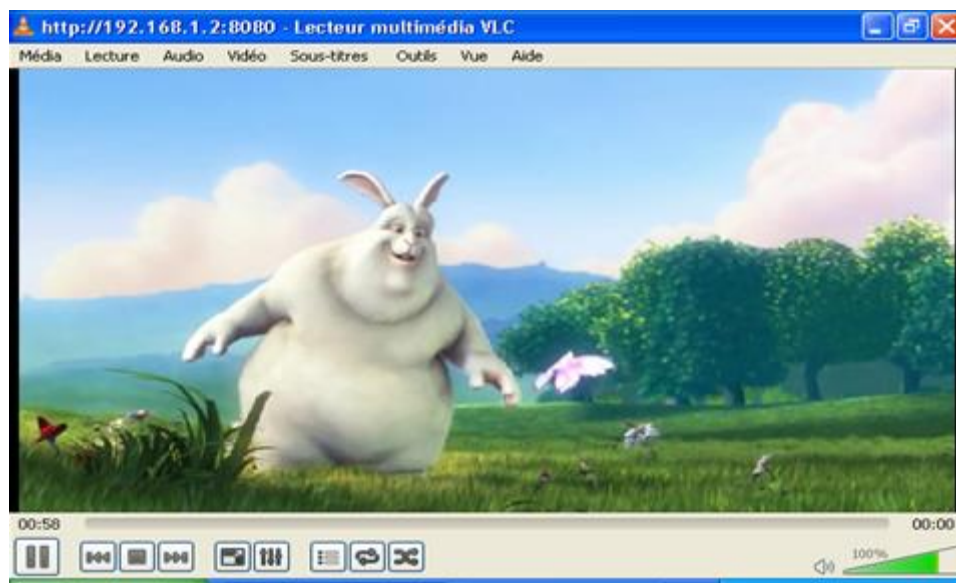 http://192.168.1.2:8080 - Lecteur multimédia VLC
Média Lecture Audio Vidéo Sous-titres Outils Vue Aide
00:58 00:00
100%